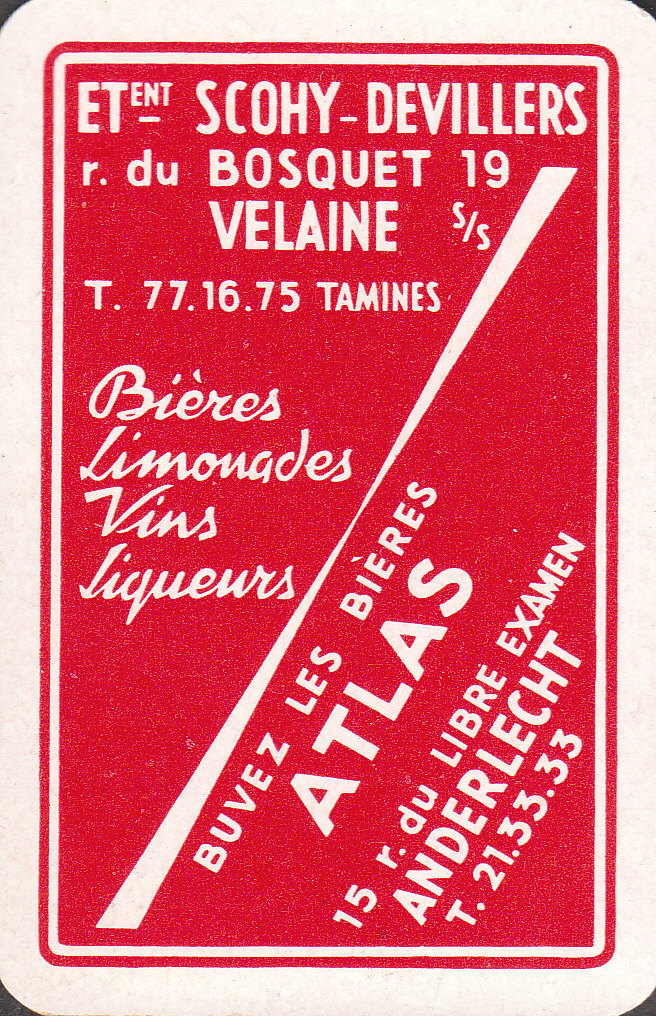 ETENT SCOHY-DEVILLERS
r. du BOSQUET 19
VELAINE S/S
T. 77.16.75 TAMINES
Bières
Limonades
Vins
Liqueurs
BUVEZ LES BIÈRES
ATLAS
15 r. du LIBRE EXAMEN
ANDERLECHT
T. 21.33.33